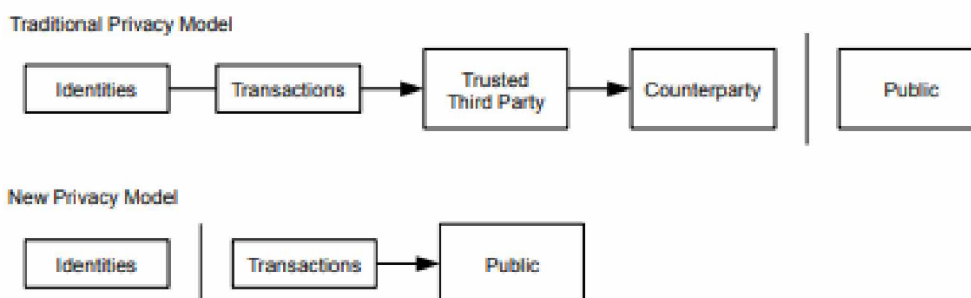 Traditional Privacy Model
Identities
Transactions
Trusted
Third Party
Counterparty
Public
New Privacy Model
Identities
Transactions
Public